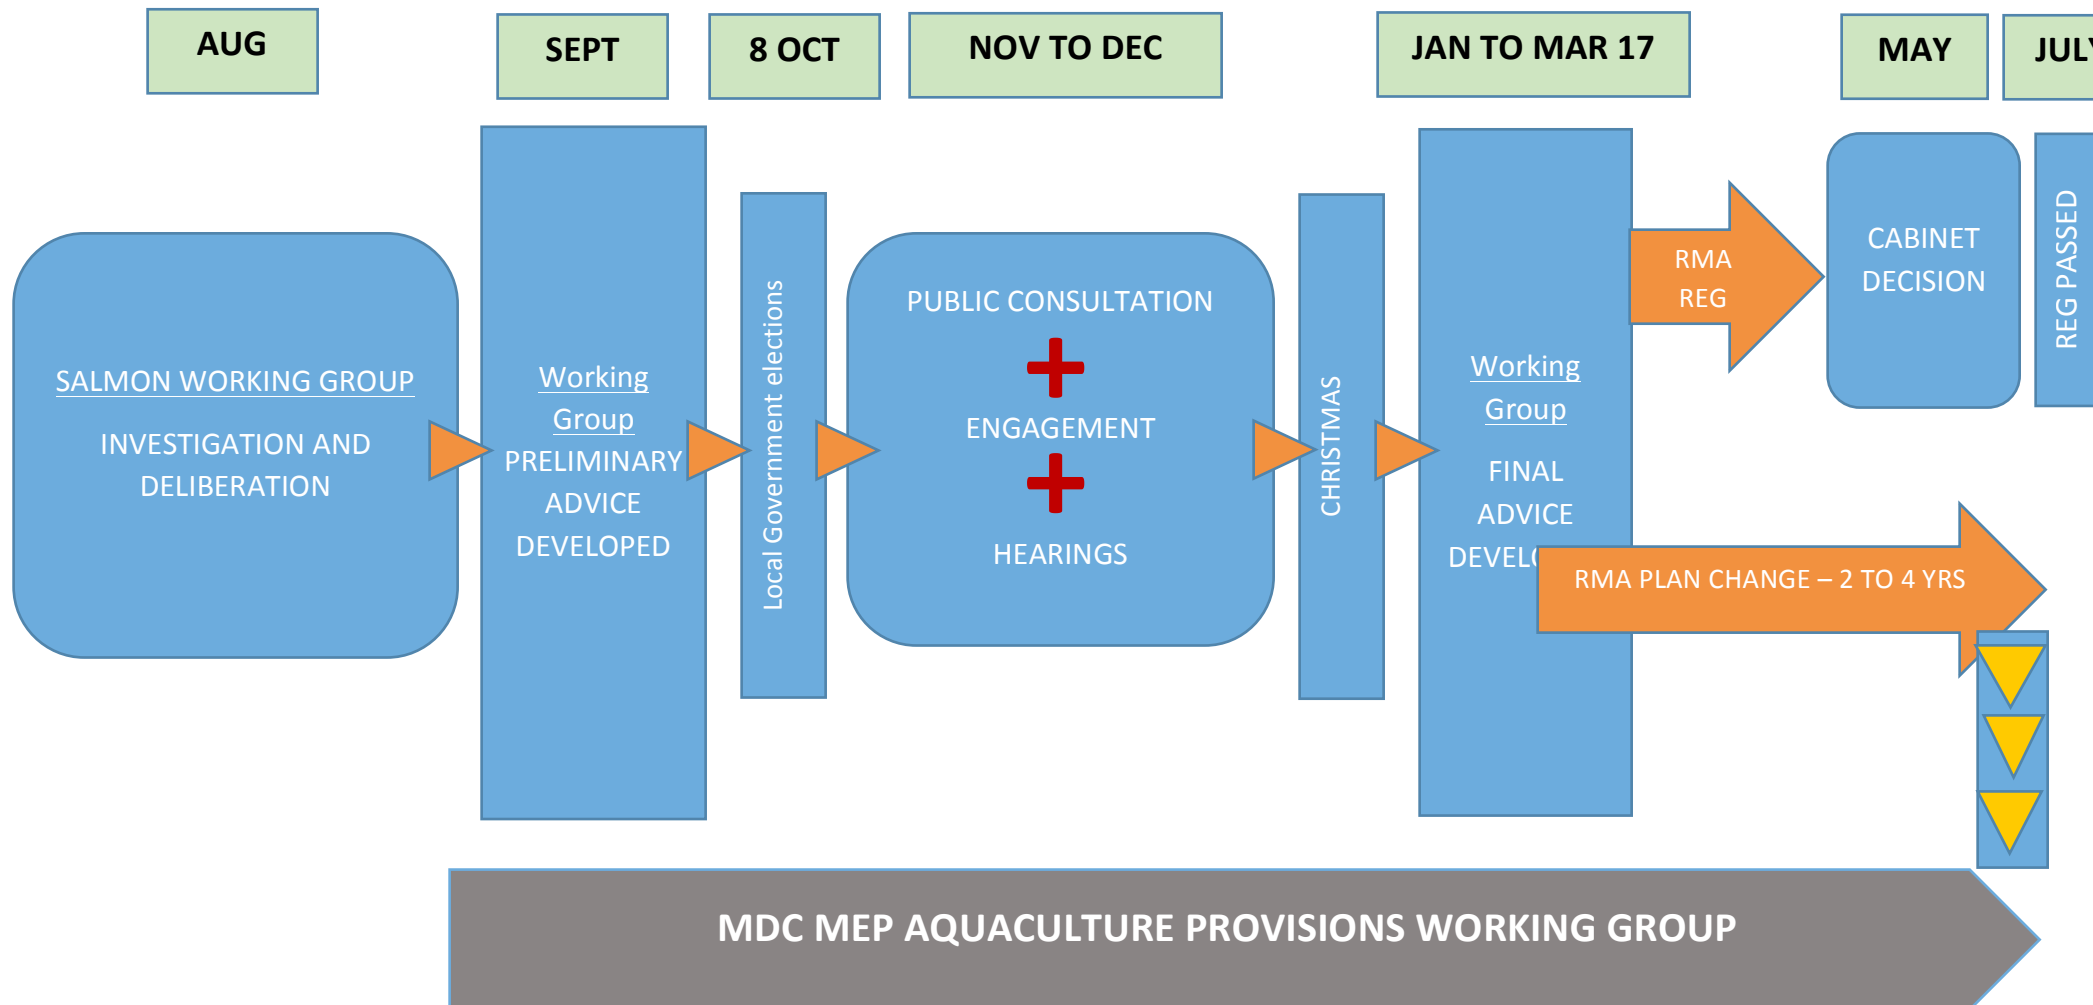 AUG
SEPT
8 OCT
NOV TO DEC
JAN TO MAR 17
MAY
JULY
SALMON WORKING GROUP
INVESTIGATION AND
DELIBERATION
Working
Group
PRELIMINARY
ADVICE
DEVELOPED
Local Government elections
PUBLIC CONSULTATION
ENGAGEMENT
HEARINGS
CHRISTMAS
Working
Group
FINAL
ADVICE
RMA
REG
CABINET
DECISION
REG PASSED
RMA PLAN CHANGE – 2 TO 4 YRS
MDC MEP AQUACULTURE PROVISIONS WORKING GROUP